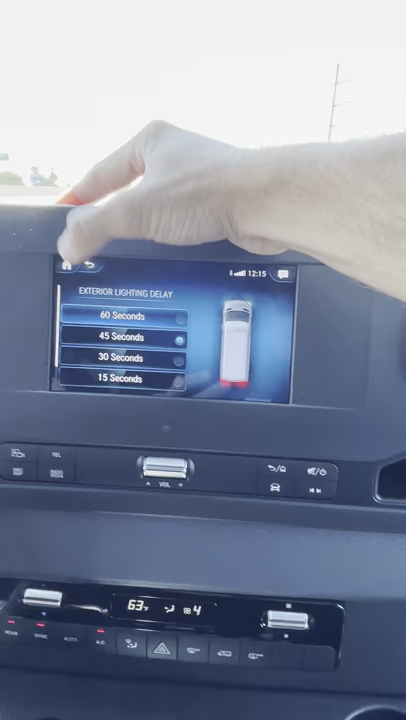 12:15
EXTERIOR LIGHTING DELAY
60 Seconds
45 Seconds
30 Seconds
15 Seconds
TEL
VOL
63°F
4
REAR
SYNC
AUTO
A/C